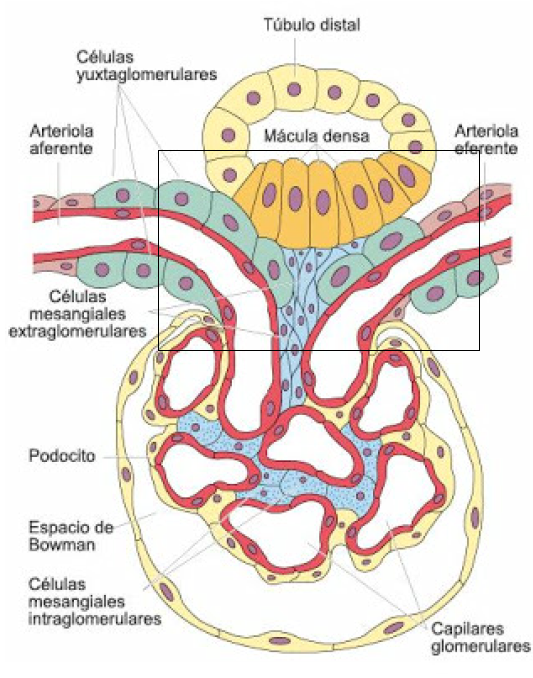 Túbulo distal
Células
yuxtaglomerulares
Arteriola
aferente
Mácula densa
Arteriola
eferente
Células
mesangiales
extraglomerulares
Podocito
Espacio de
Bowman
Células
mesangiales
intraglomerulares
Capilares
glomerulares